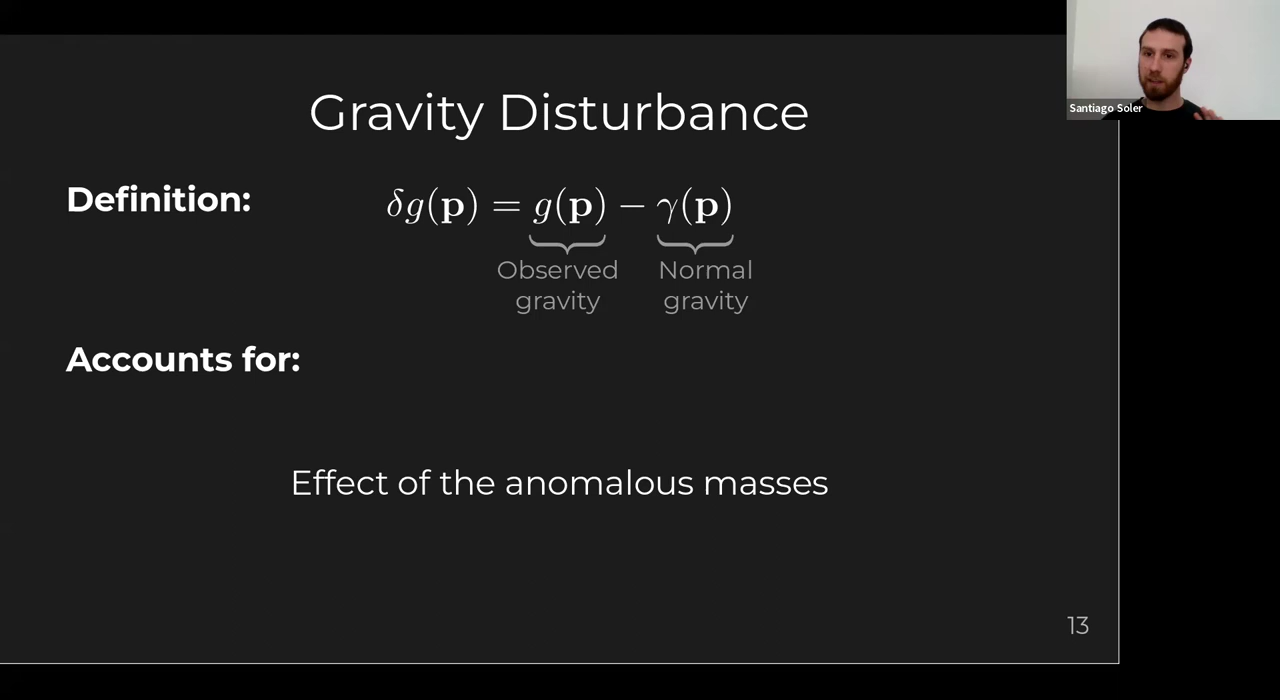 Gravity Disturbance
Santiago Soler
Definition:
δg(p) = g(p) − γ(p)
Observed gravity
Normal gravity
Accounts for:
Effect of the anomalous masses
13